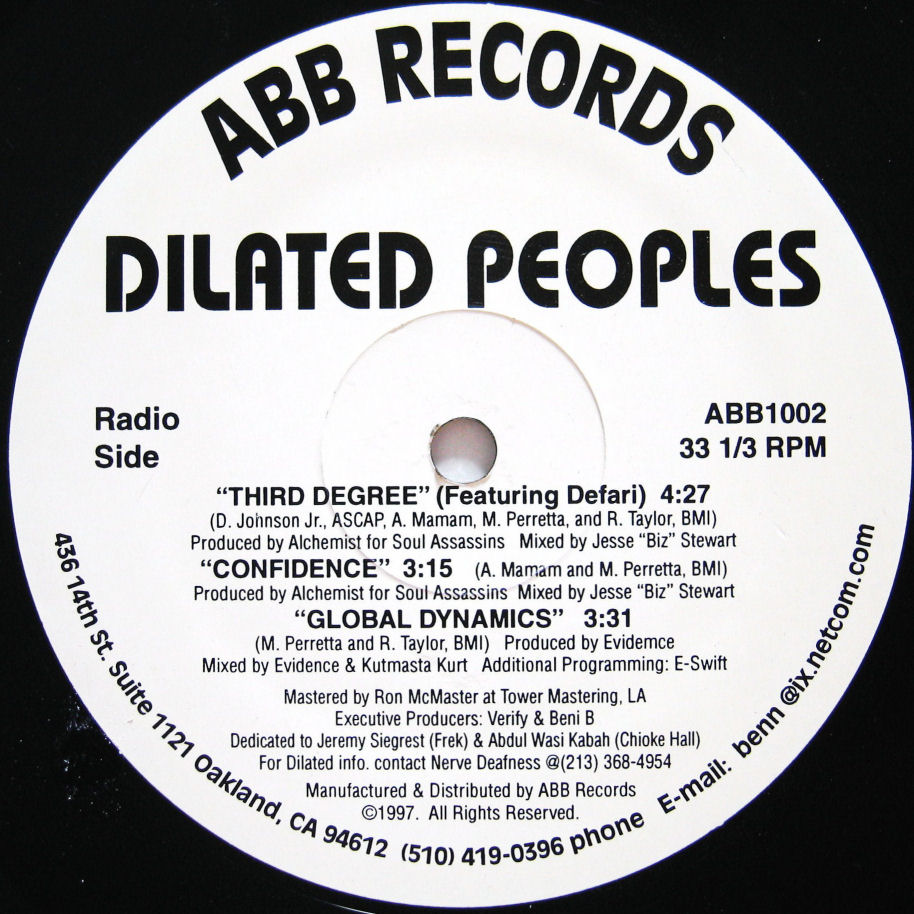 ABB RECORDS
DILATED PEOPLES
Radio
Side
ABB1002
33 1/3 RPM
“THIRD DEGREE” (Featuring Defari) 4:27
(D. Johnson Jr., ASCAP, A. Mamam, M. Perretta, and R. Taylor, BMI)
Produced by Alchemist for Soul Assassins Mixed by Jesse “Biz” Stewart
“CONFIDENCE” 3:15 (A. Mamam and M. Perretta, BMI)
Produced by Alchemist for Soul Assassins Mixed by Jesse “Biz” Stewart
“GLOBAL DYNAMICS” 3:31
(M. Perretta and R. Taylor, BMI) Produced by Evidemce
Mixed by Evidence & Kutmasta Kurt Additional Programming: E-Swift
Mastered by Ron McMaster at Tower Mastering, LA
Executive Producers: Verify & Beni B
Dedicated to Jeremy Siegrest (Frek) & Abdul Wasi Kabah (Chioke Hall)
For Dilated info. contact Nerve Deafness @(213) 368-4954
Manufactured & Distributed by ABB Records
©1997. All Rights Reserved.
436 14th St. Suite 1121 Oakland, CA 94612 (510) 419-0396 phone E-mail: benn @ix.netcom.com